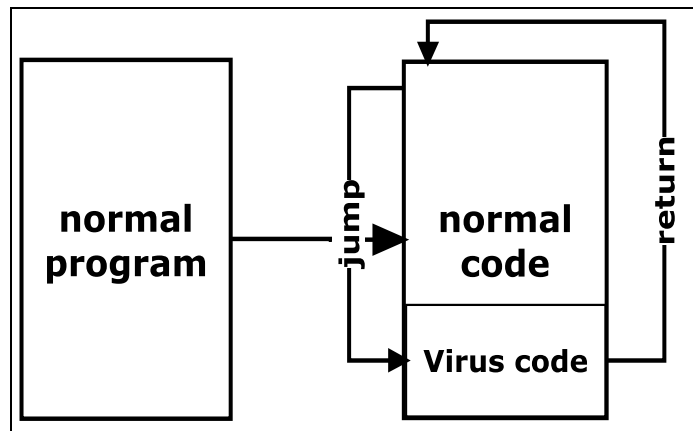 normal
program
jump
normal
code
Virus code
return